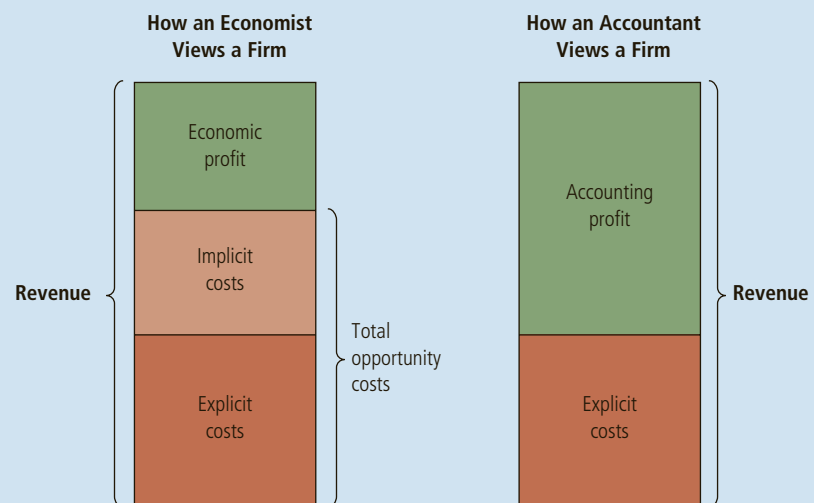 How an Economist
Views a Firm
Economic
profit
Implicit
costs
Explicit
costs
Revenue
Total
opportunity
costs
How an Accountant
Views a Firm
Accounting
profit
Explicit
costs
Revenue